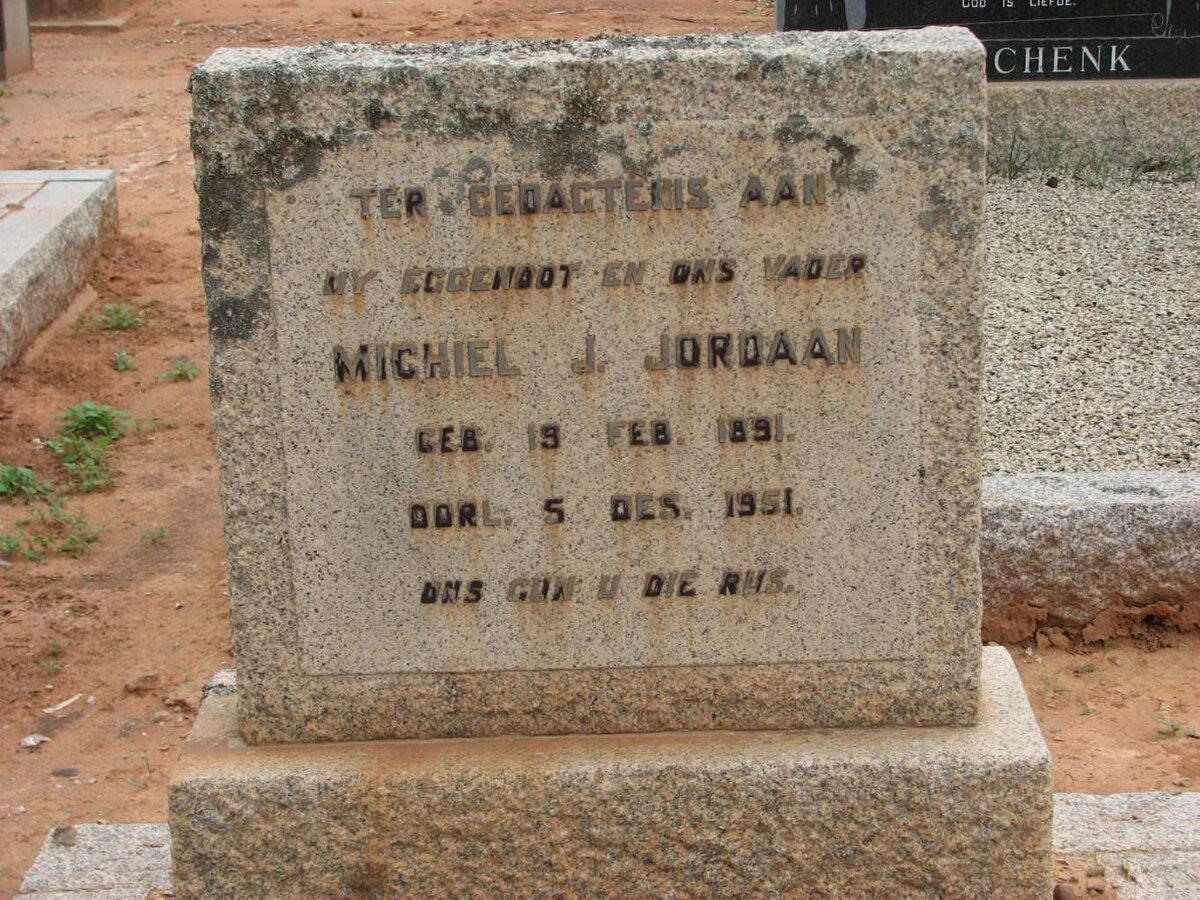 GOD IS LIEFDE.
CHENK
TER GEDAGTENIS AAN
MY EGGENOOT EN ONS VADER
MICHIEL J. JORDAAN
GEB. 19 FEB. 1891.
OORL. 5 DES. 1951.
ONS GUN U DIE RUS.